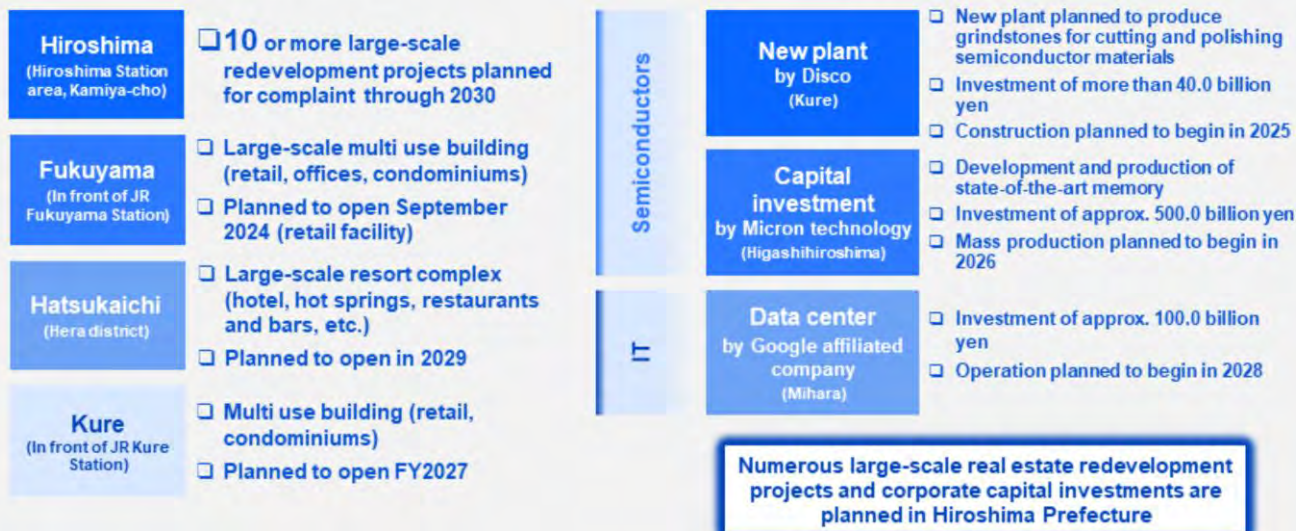 Hiroshima
(Hiroshima Station
area, Kamiya-cho)
❑10 or more large-scale
redevelopment projects planned
for complaint through 2030
Fukuyama
(In front of JR
Fukuyama Station)
❑ Large-scale multi use building
(retail, offices, condominiums)
❑ Planned to open September
2024 (retail facility)
Hatsukaichi
(Hera district)
❑ Large-scale resort complex
(hotel, hot springs, restaurants
and bars, etc.)
❑ Planned to open in 2029
Kure
(In front of JR Kure
Station)
❑ Multi use building (retail,
condominiums)
❑ Planned to open FY2027
Semiconductors
New plant
by Disco
(Kure)
❑ New plant planned to produce
grindstones for cutting and polishing
semiconductor materials
❑ Investment of more than 40.0 billion
yen
❑ Construction planned to begin in 2025
Capital
investment
by Micron technology
(Higashihiroshima)
❑ Development and production of
state-of-the-art memory
❑ Investment of approx. 500.0 billion yen
❑ Mass production planned to begin in
2026
IT
Data center
by Google affiliated
company
(Mihara)
❑ Investment of approx. 100.0 billion
yen
❑ Operation planned to begin in 2028
Numerous large-scale real estate redevelopment
projects and corporate capital investments are
planned in Hiroshima Prefecture